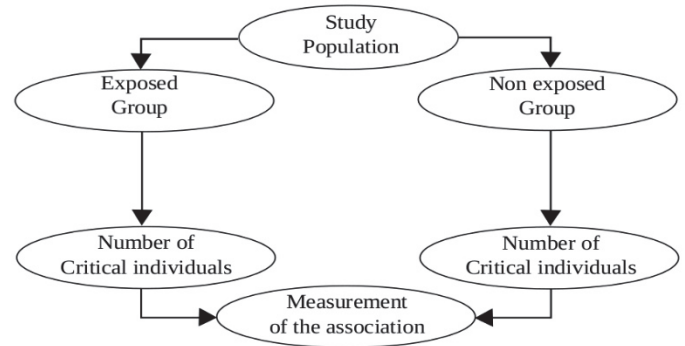 Study
Population
Exposed
Group
Non exposed
Group
Number of
Critical individuals
Number of
Critical individuals
Measurement
of the association